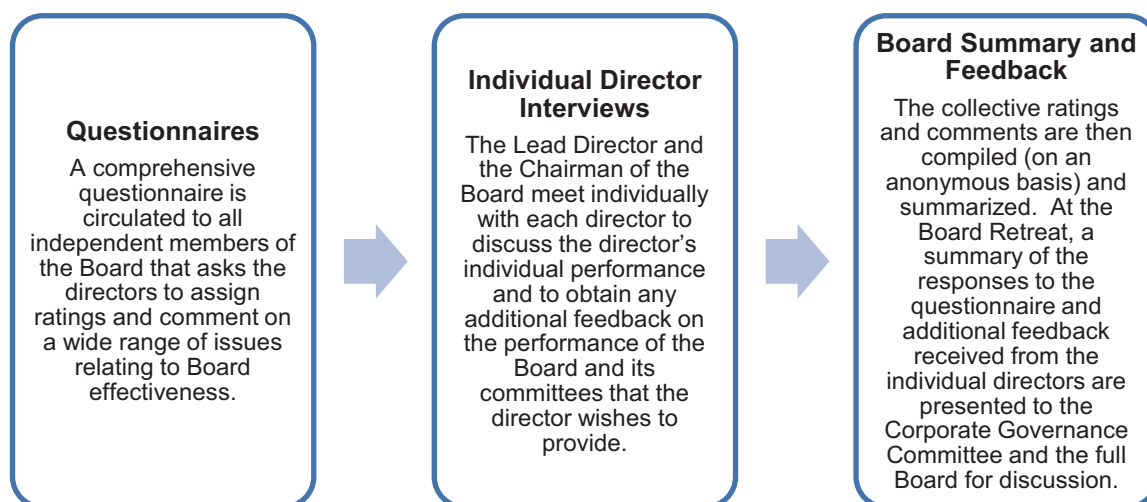 Questionnaires
A comprehensive
questionnaire is
circulated to all
independent members of
the Board that asks the
directors to assign
ratings and comment on
a wide range of issues
relating to Board
effectiveness.
Individual Director
Interviews
The Lead Director and
the Chairman of the
Board meet individually
with each director to
discuss the director’s
individual performance
and to obtain any
additional feedback on
the performance of the
Board and its
committees that the
director wishes to
provide.
Board Summary and
Feedback
The collective ratings
and comments are then
compiled (on an
anonymous basis) and
summarized.  At the
Board Retreat, a
summary of the
responses to the
questionnaire and
additional feedback
received from the
individual directors are
presented to the
Corporate Governance
Committee and the full
Board for discussion.